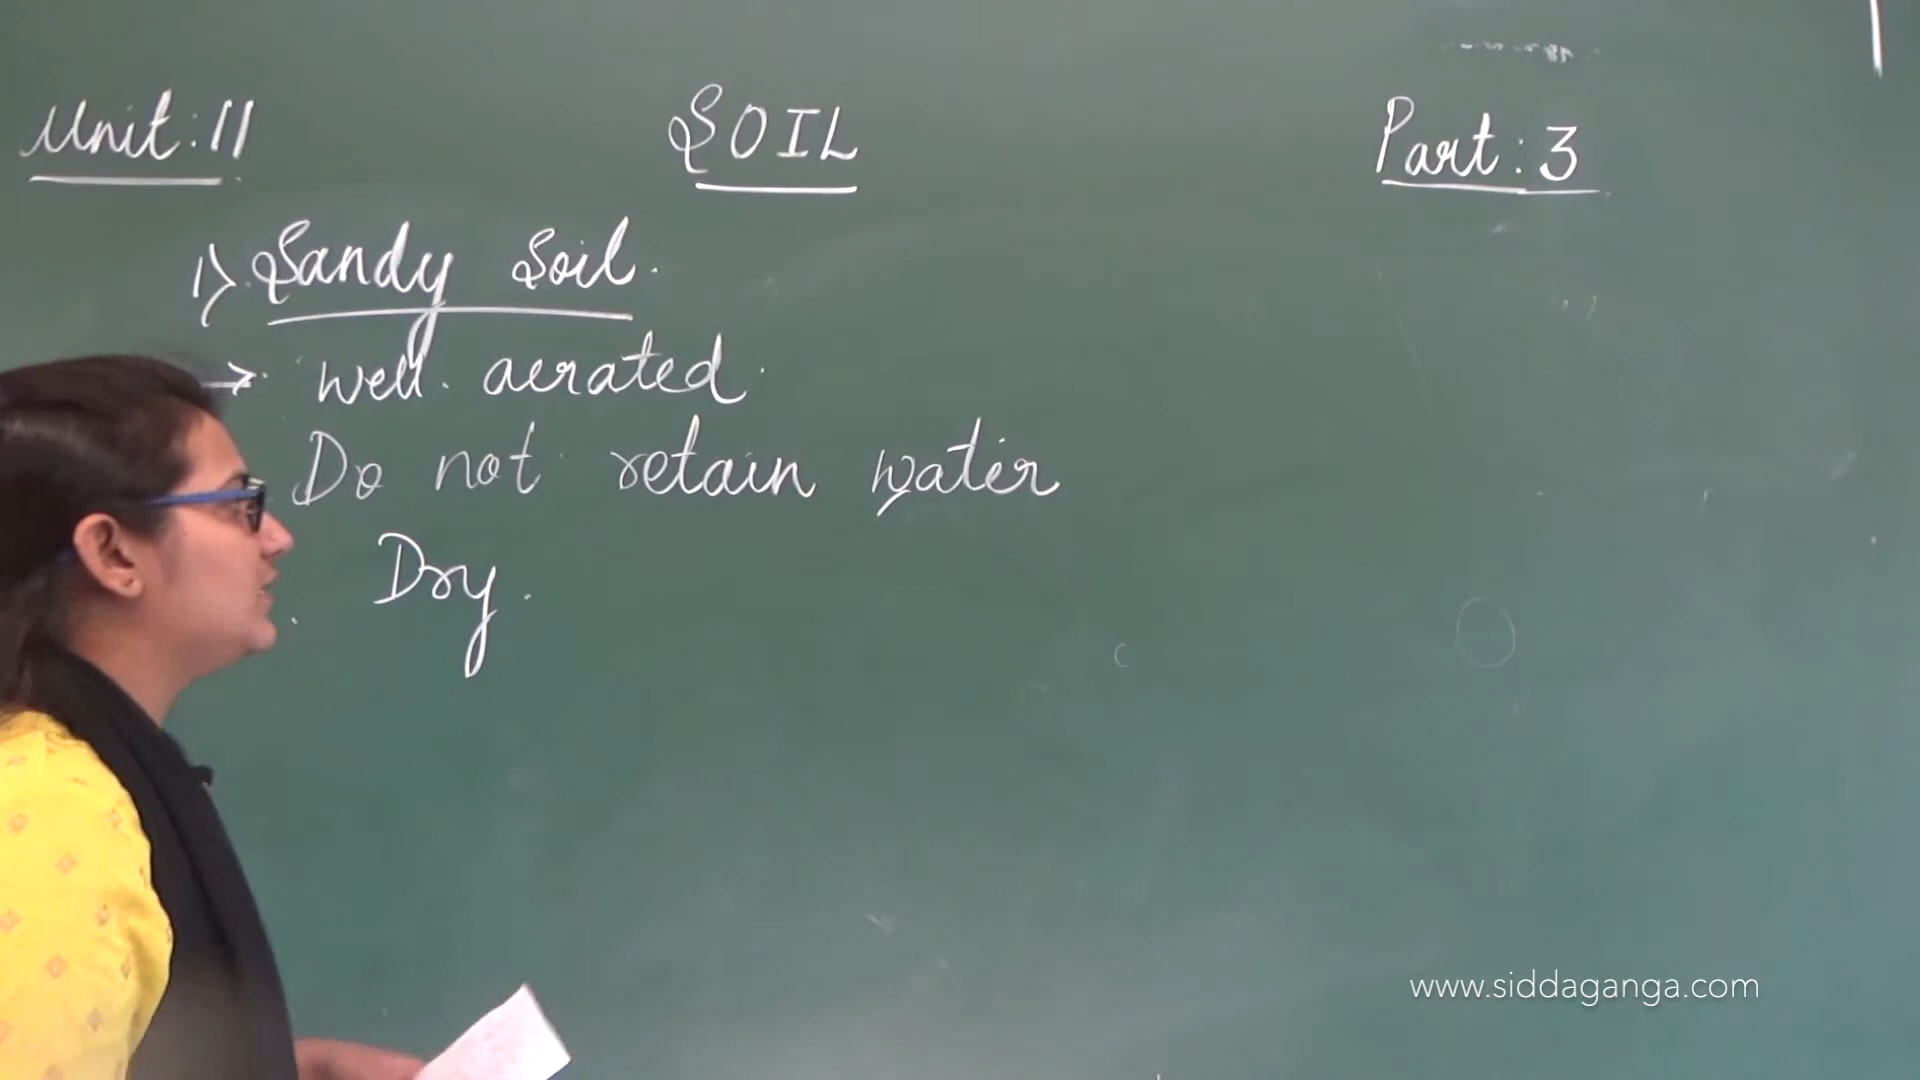 Unit: 11 SOIL Part: 3
1) Sandy Soil.
→ well aerated.
Do not retain water
Dry.
www.siddaganga.com